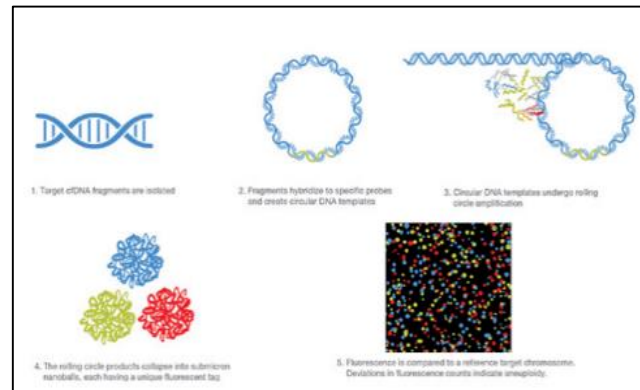 1. Target cfDNA fragments are isolated
2. Fragments hybridize to specific probes
and create circular DNA templates
3. Circular DNA templates undergo rolling
circle amplification
4. The rolling circle products collapse into submicron
nanoballs, each having a unique fluorescent tag
5. Fluorescence is compared to a reference target chromosome.
Deviations in fluorescence counts indicate aneuploidy.